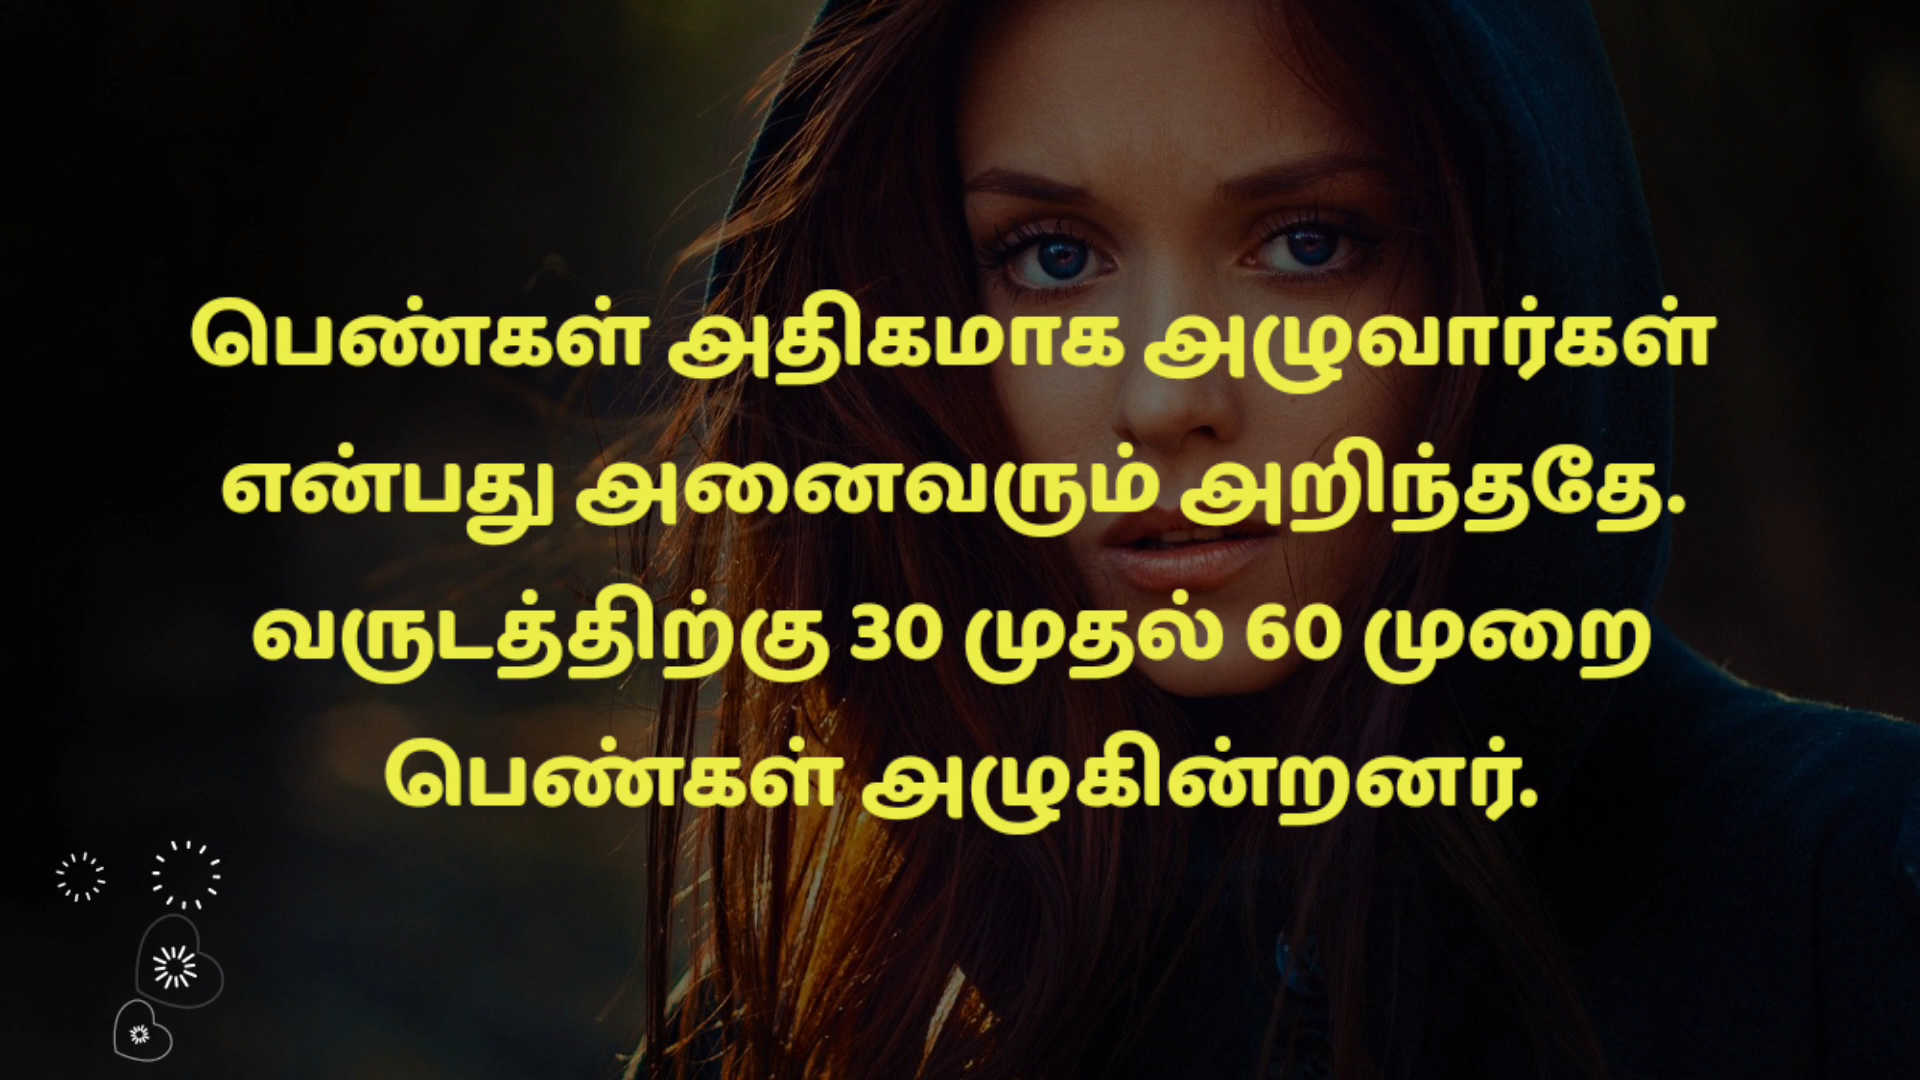 பெண்கள் அதிகமாக அழுவார்கள்
என்பது அனைவரும் அறிந்ததே.
வருடத்திற்கு 30 முதல் 60 முறை
பெண்கள் அழுகின்றனர்.